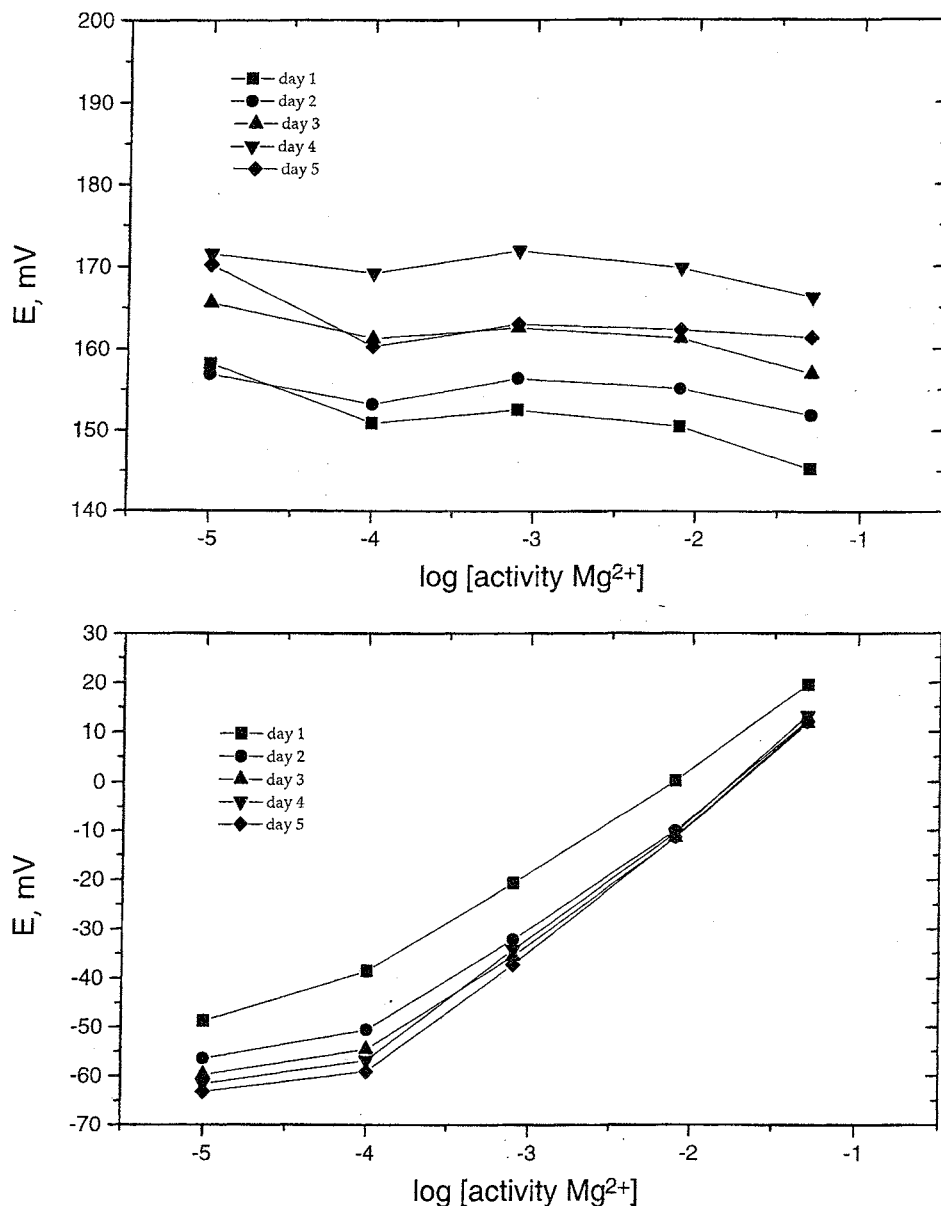 200
190
180
170
160
150
140
E, mV
day 1
day 2
day 3
day 4
day 5
-5 -4 -3 -2 -1
log [activity Mg²⁺]
30
20
10
0
-10
-20
-30
-40
-50
-60
-70
E, mV
day 1
day 2
day 3
day 4
day 5
-5 -4 -3 -2 -1
log [activity Mg²⁺]